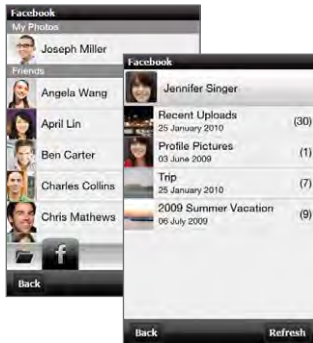 Facebook
My Photos
Joseph Miller
Friends
Angela Wang
April Lin
Ben Carter
Charles Collins
Chris Mathews
f
Back
Facebook
Jennifer Singer
Recent Uploads
25 January 2010
(30)
Profile Pictures
03 June 2009
(1)
Trip
25 January 2010
(7)
2009 Summer Vacation
06 July 2009
(9)
Back
Refresh